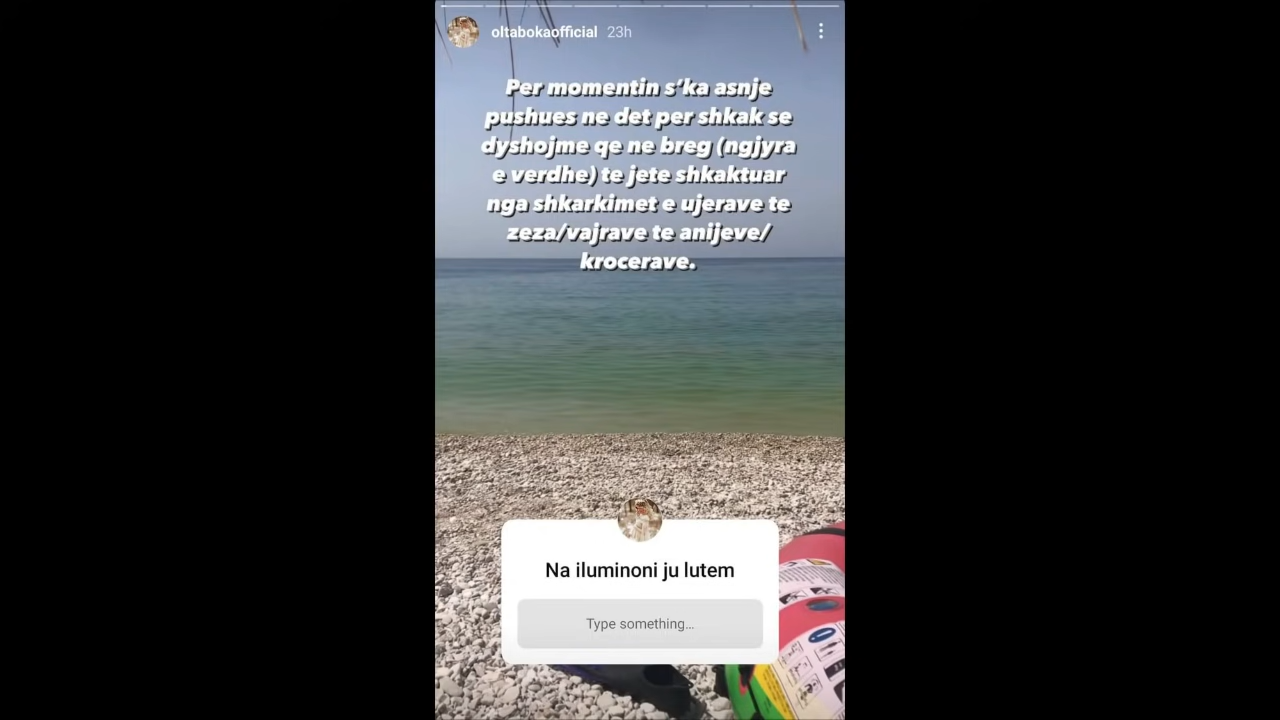 oltabokaofficial 23h
Per momentin s’ka asnje
pushues ne det per shkak se
dyshojme qe ne breg (ngjyra
e verdhe) te jete shkaktuar
nga shkarkimet e ujerave te
zeza/vajrave te anijeve/
krocerave.
Na iluminoni ju lutem
Type something...